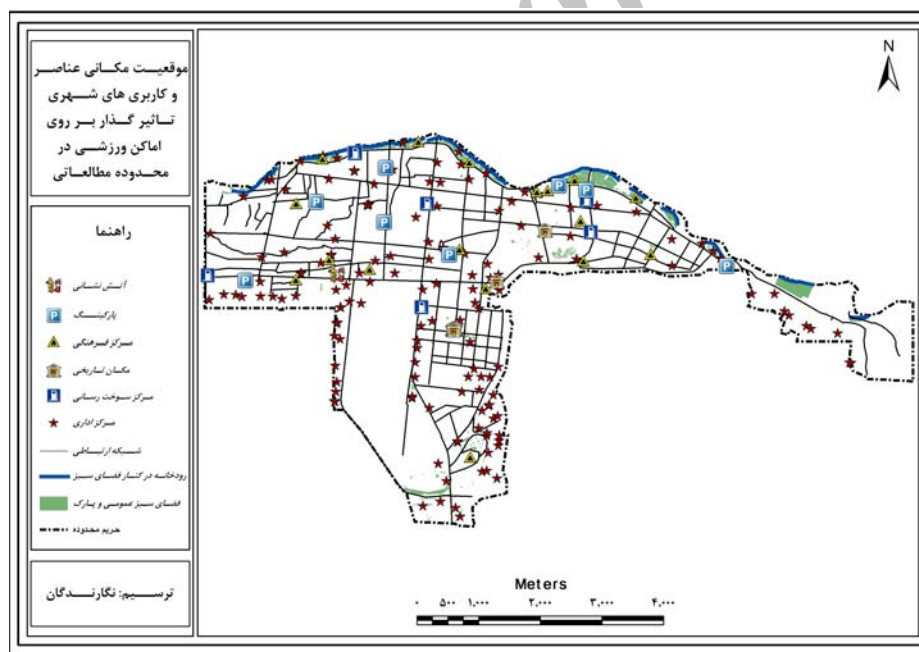 موقعیت مکانی عناصر
و کاربری های شهری
تاثیر گذار بر روی
اماکن ورزشی در
محدوده مطالعاتی
راهنما
آتش نشانی
پارکینگ
مرکز فرهنگی
مکان تاریخی
مرکز سوخت رسانی
مرکز اداری
شبکه ارتباطی
رودخانه در کنار فضای سبز
فضای سبز عمومی و پارک
حریم محدوده
ترسیم: نگارندگان
N
Meters
۰ ۵۰۰ ۱,۰۰۰ ۲,۰۰۰ ۳,۰۰۰ ۴,۰۰۰